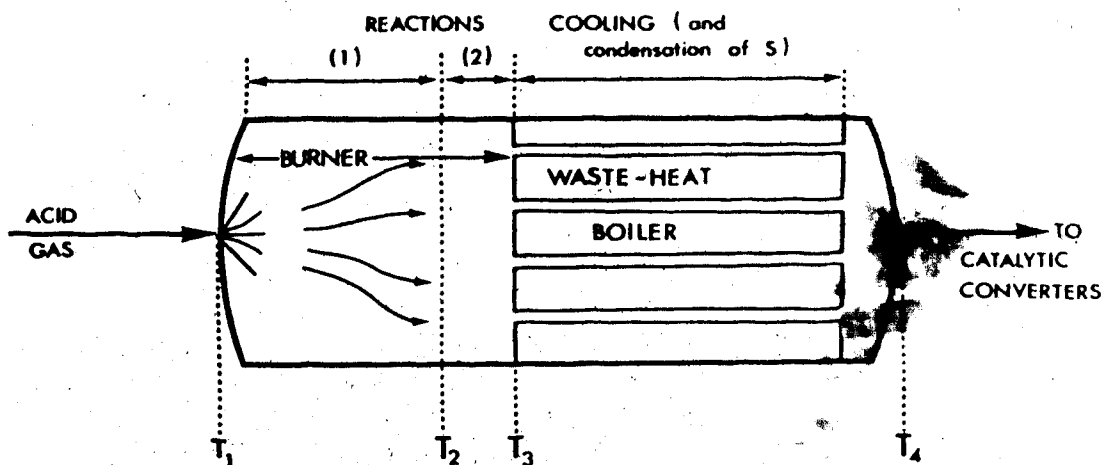 REACTIONS
COOLING (and
condensation of S)
(1)
(2)
BURNER
WASTE-HEAT
BOILER
ACID
GAS
TO
CATALYTIC
CONVERTERS
T₁
T₂
T₃
T₄